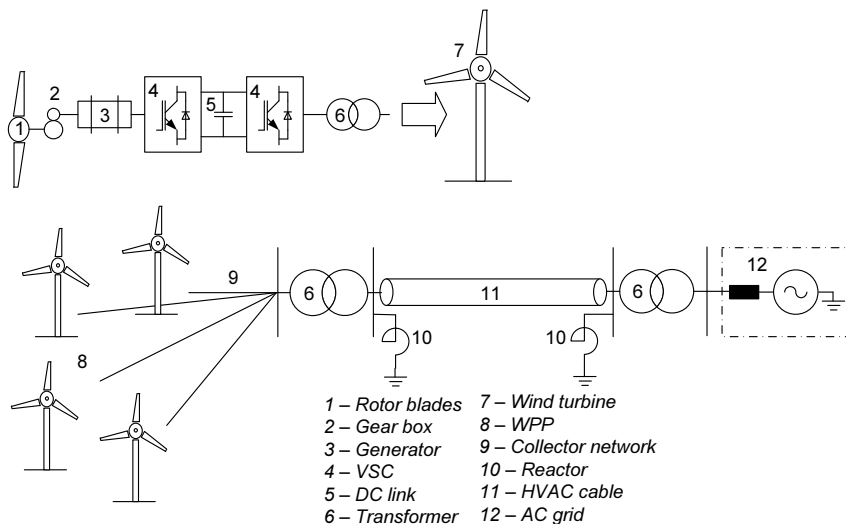 7
2
4
4
5
1
3
6
12
9
6
11
6
10
10
8
1 – Rotor blades
2 – Gear box
3 – Generator
4 – VSC
5 – DC link
6 – Transformer
7 – Wind turbine
8 – WPP
9 – Collector network
10 – Reactor
11 – HVAC cable
12 – AC grid